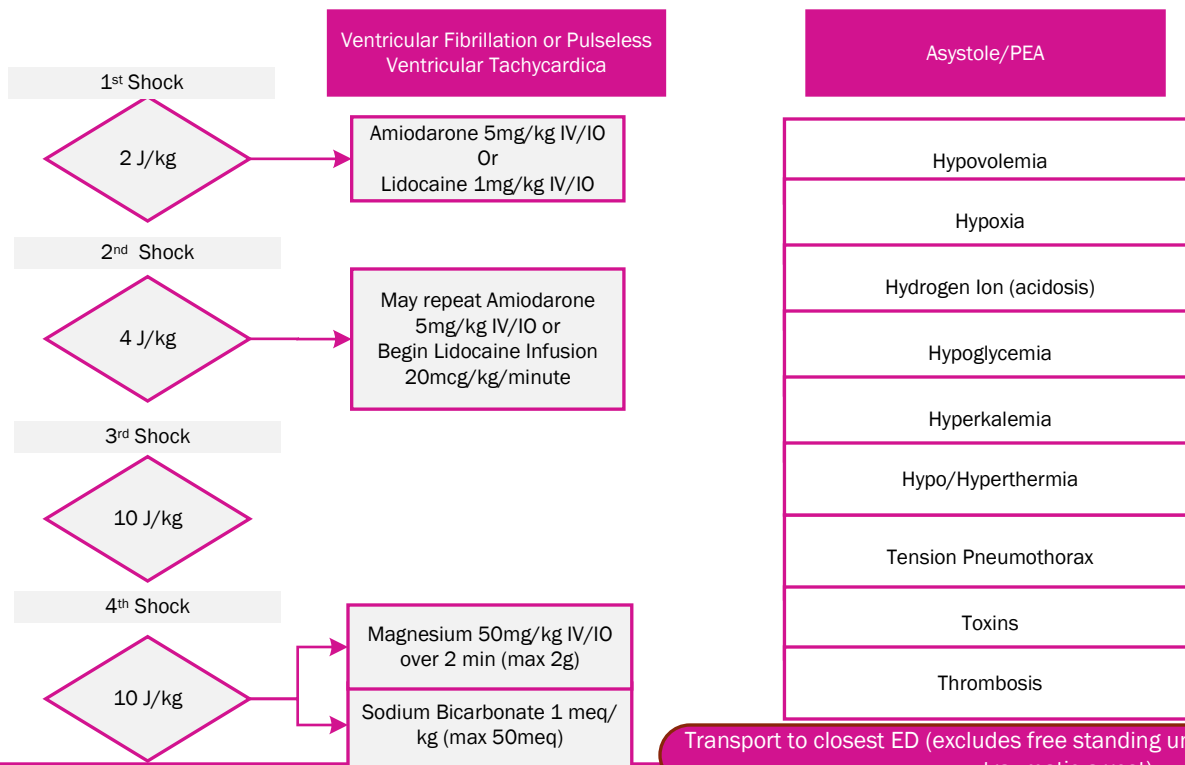 Ventricular Fibrillation or Pulseless
Ventricular Tachycardica
Asystole/PEA
1st Shock
2 J/kg
Amiodarone 5mg/kg IV/IO
Or
Lidocaine 1mg/kg IV/IO
2nd Shock
4 J/kg
May repeat Amiodarone
5mg/kg IV/IO or
Begin Lidocaine Infusion
20mcg/kg/minute
3rd Shock
10 J/kg
4th Shock
10 J/kg
Magnesium 50mg/kg IV/IO
over 2 min (max 2g)
Sodium Bicarbonate 1 meq/
kg (max 50meq)
Hypovolemia
Hypoxia
Hydrogen Ion (acidosis)
Hypoglycemia
Hyperkalemia
Hypo/Hyperthermia
Tension Pneumothorax
Toxins
Thrombosis
Transport to closest ED (excludes free standing